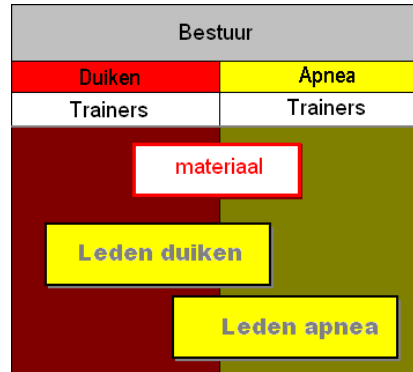 Bestuur
Duiken
Apnea
Trainers
Trainers
materiaal
Leden duiken
Leden apnea